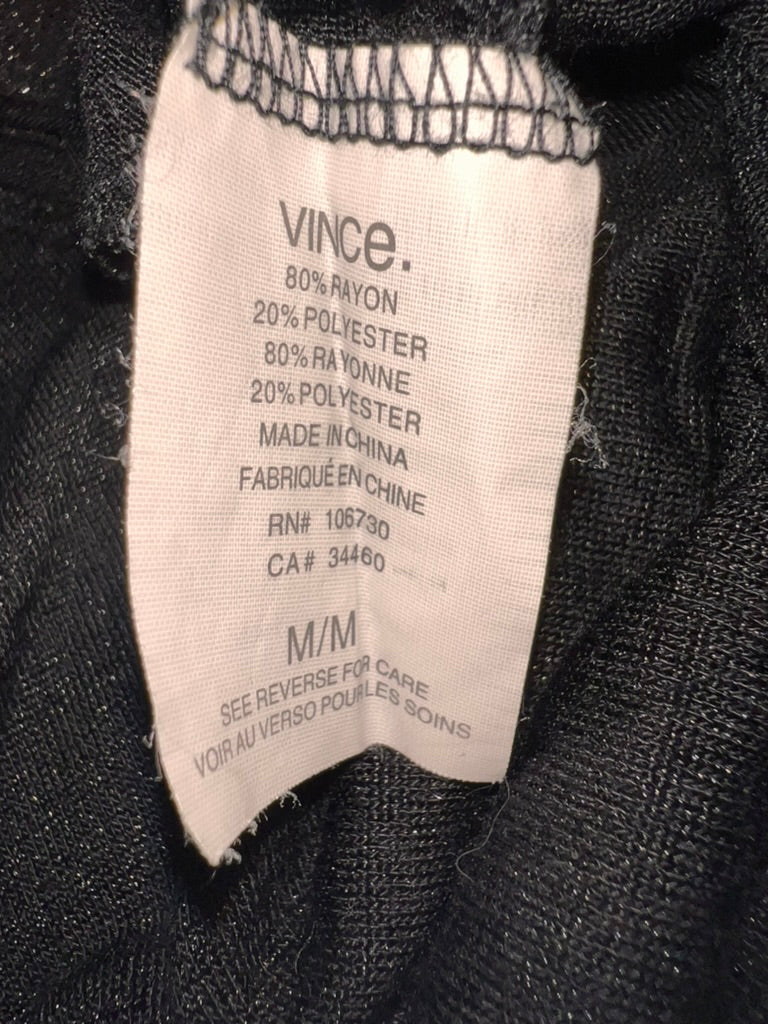 VINCe.
80% RAYON
20% POLYESTER
80% RAYONNE
20% POLYESTER
MADE IN CHINA
FABRIQUÉ EN CHINE
RN# 106730
CA# 34460
M/M
SEE REVERSE FOR CARE
VOIR AU VERSO POUR LES SOINS